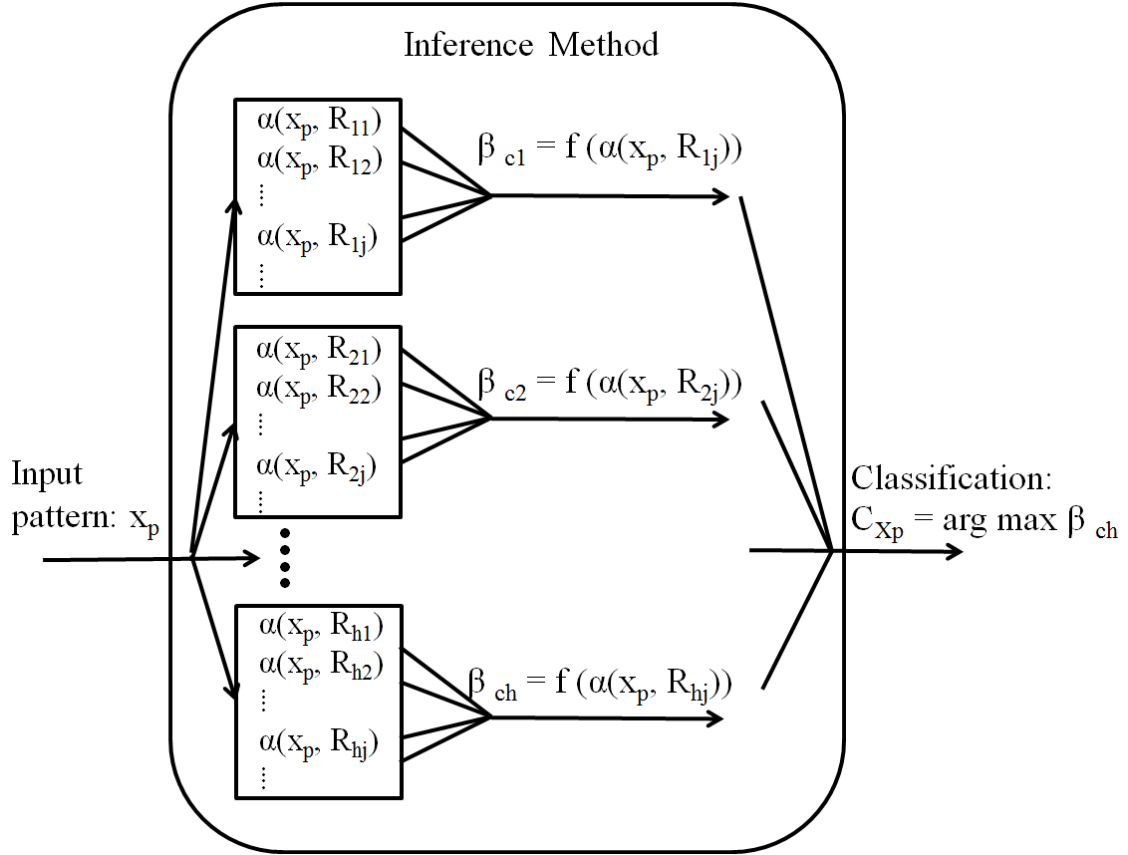 Inference Method
α(xp, R11)
α(xp, R12)
⋮
α(xp, R1j)
⋮
β c1 = f (α(xp, R1j))
α(xp, R21)
α(xp, R22)
⋮
α(xp, R2j)
⋮
β c2 = f (α(xp, R2j))
Input
pattern: xp
α(xp, Rh1)
α(xp, Rh2)
⋮
α(xp, Rhj)
⋮
β ch = f (α(xp, Rhj))
Classification:
CXp = arg max β ch